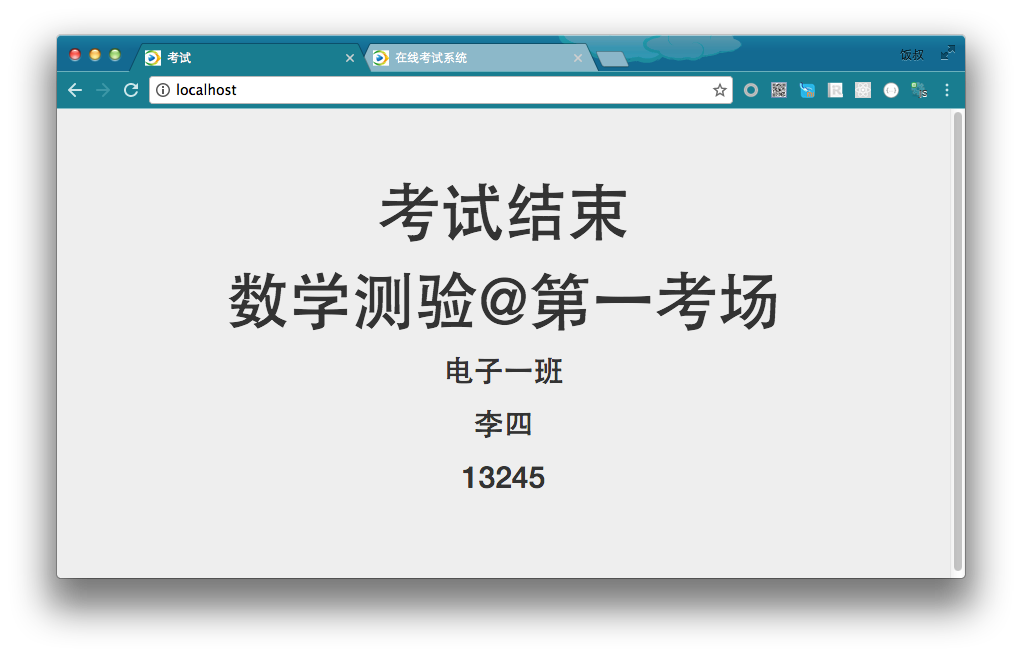 考试
在线考试系统
饭叔
localhost
考试结束
数学测验@第一考场
电子一班
李四
13245